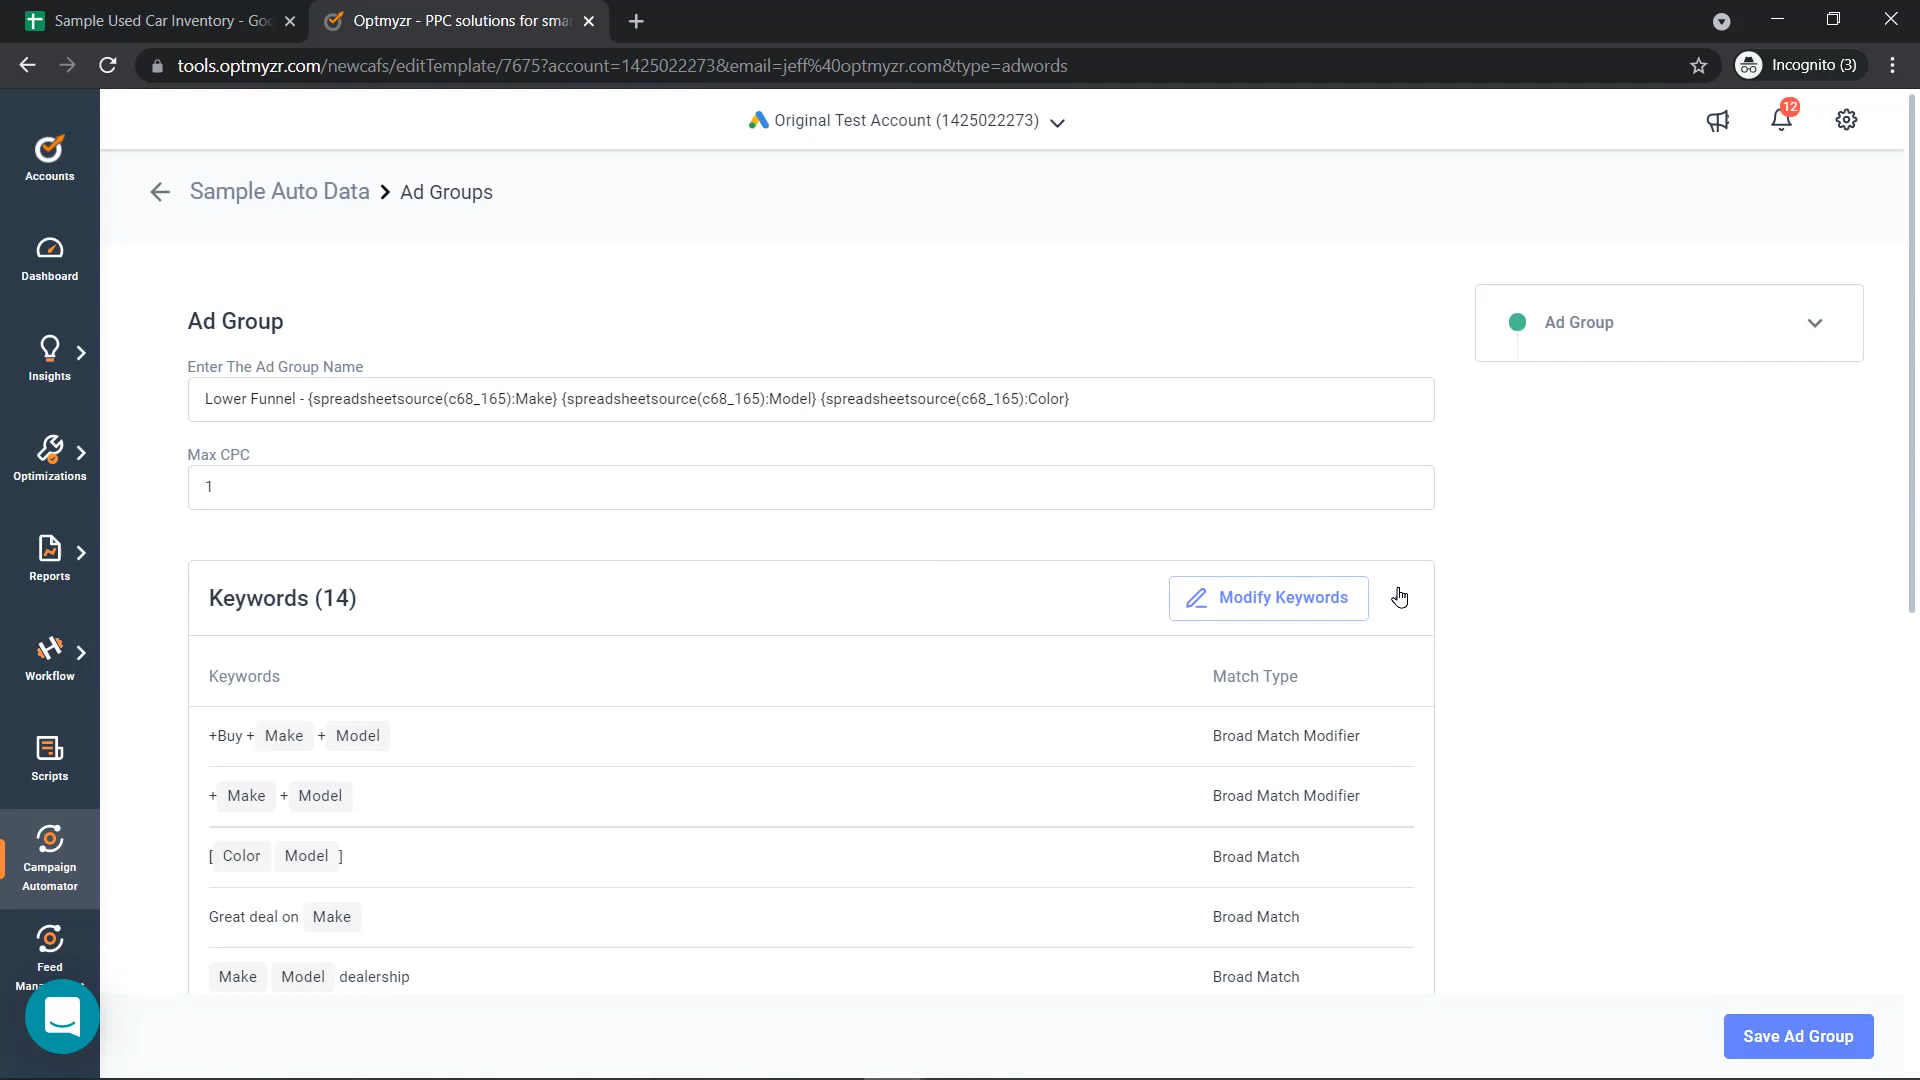 Sample Used Car Inventory - Goo
Optmyzr - PPC solutions for sma
tools.optmyzr.com/newcafs/editTemplate/7675?account=1425022273&email=jeff%40optmyzr.com&type=adwords
Incognito (3)
Original Test Account (1425022273)
12
Accounts
Dashboard
Insights
Optimizations
Reports
Workflow
Scripts
Campaign
Automator
Feed
Sample Auto Data > Ad Groups
Ad Group
Enter The Ad Group Name
Lower Funnel - {spreadsheetsource(c68_165):Make} {spreadsheetsource(c68_165):Model} {spreadsheetsource(c68_165):Color}
Max CPC
1
Keywords (14)
Modify Keywords
Keywords Match Type
+Buy + Make + Model Broad Match Modifier
+ Make + Model Broad Match Modifier
[ Color Model ] Broad Match
Great deal on Make Broad Match
Make Model dealership Broad Match
Ad Group
Save Ad Group